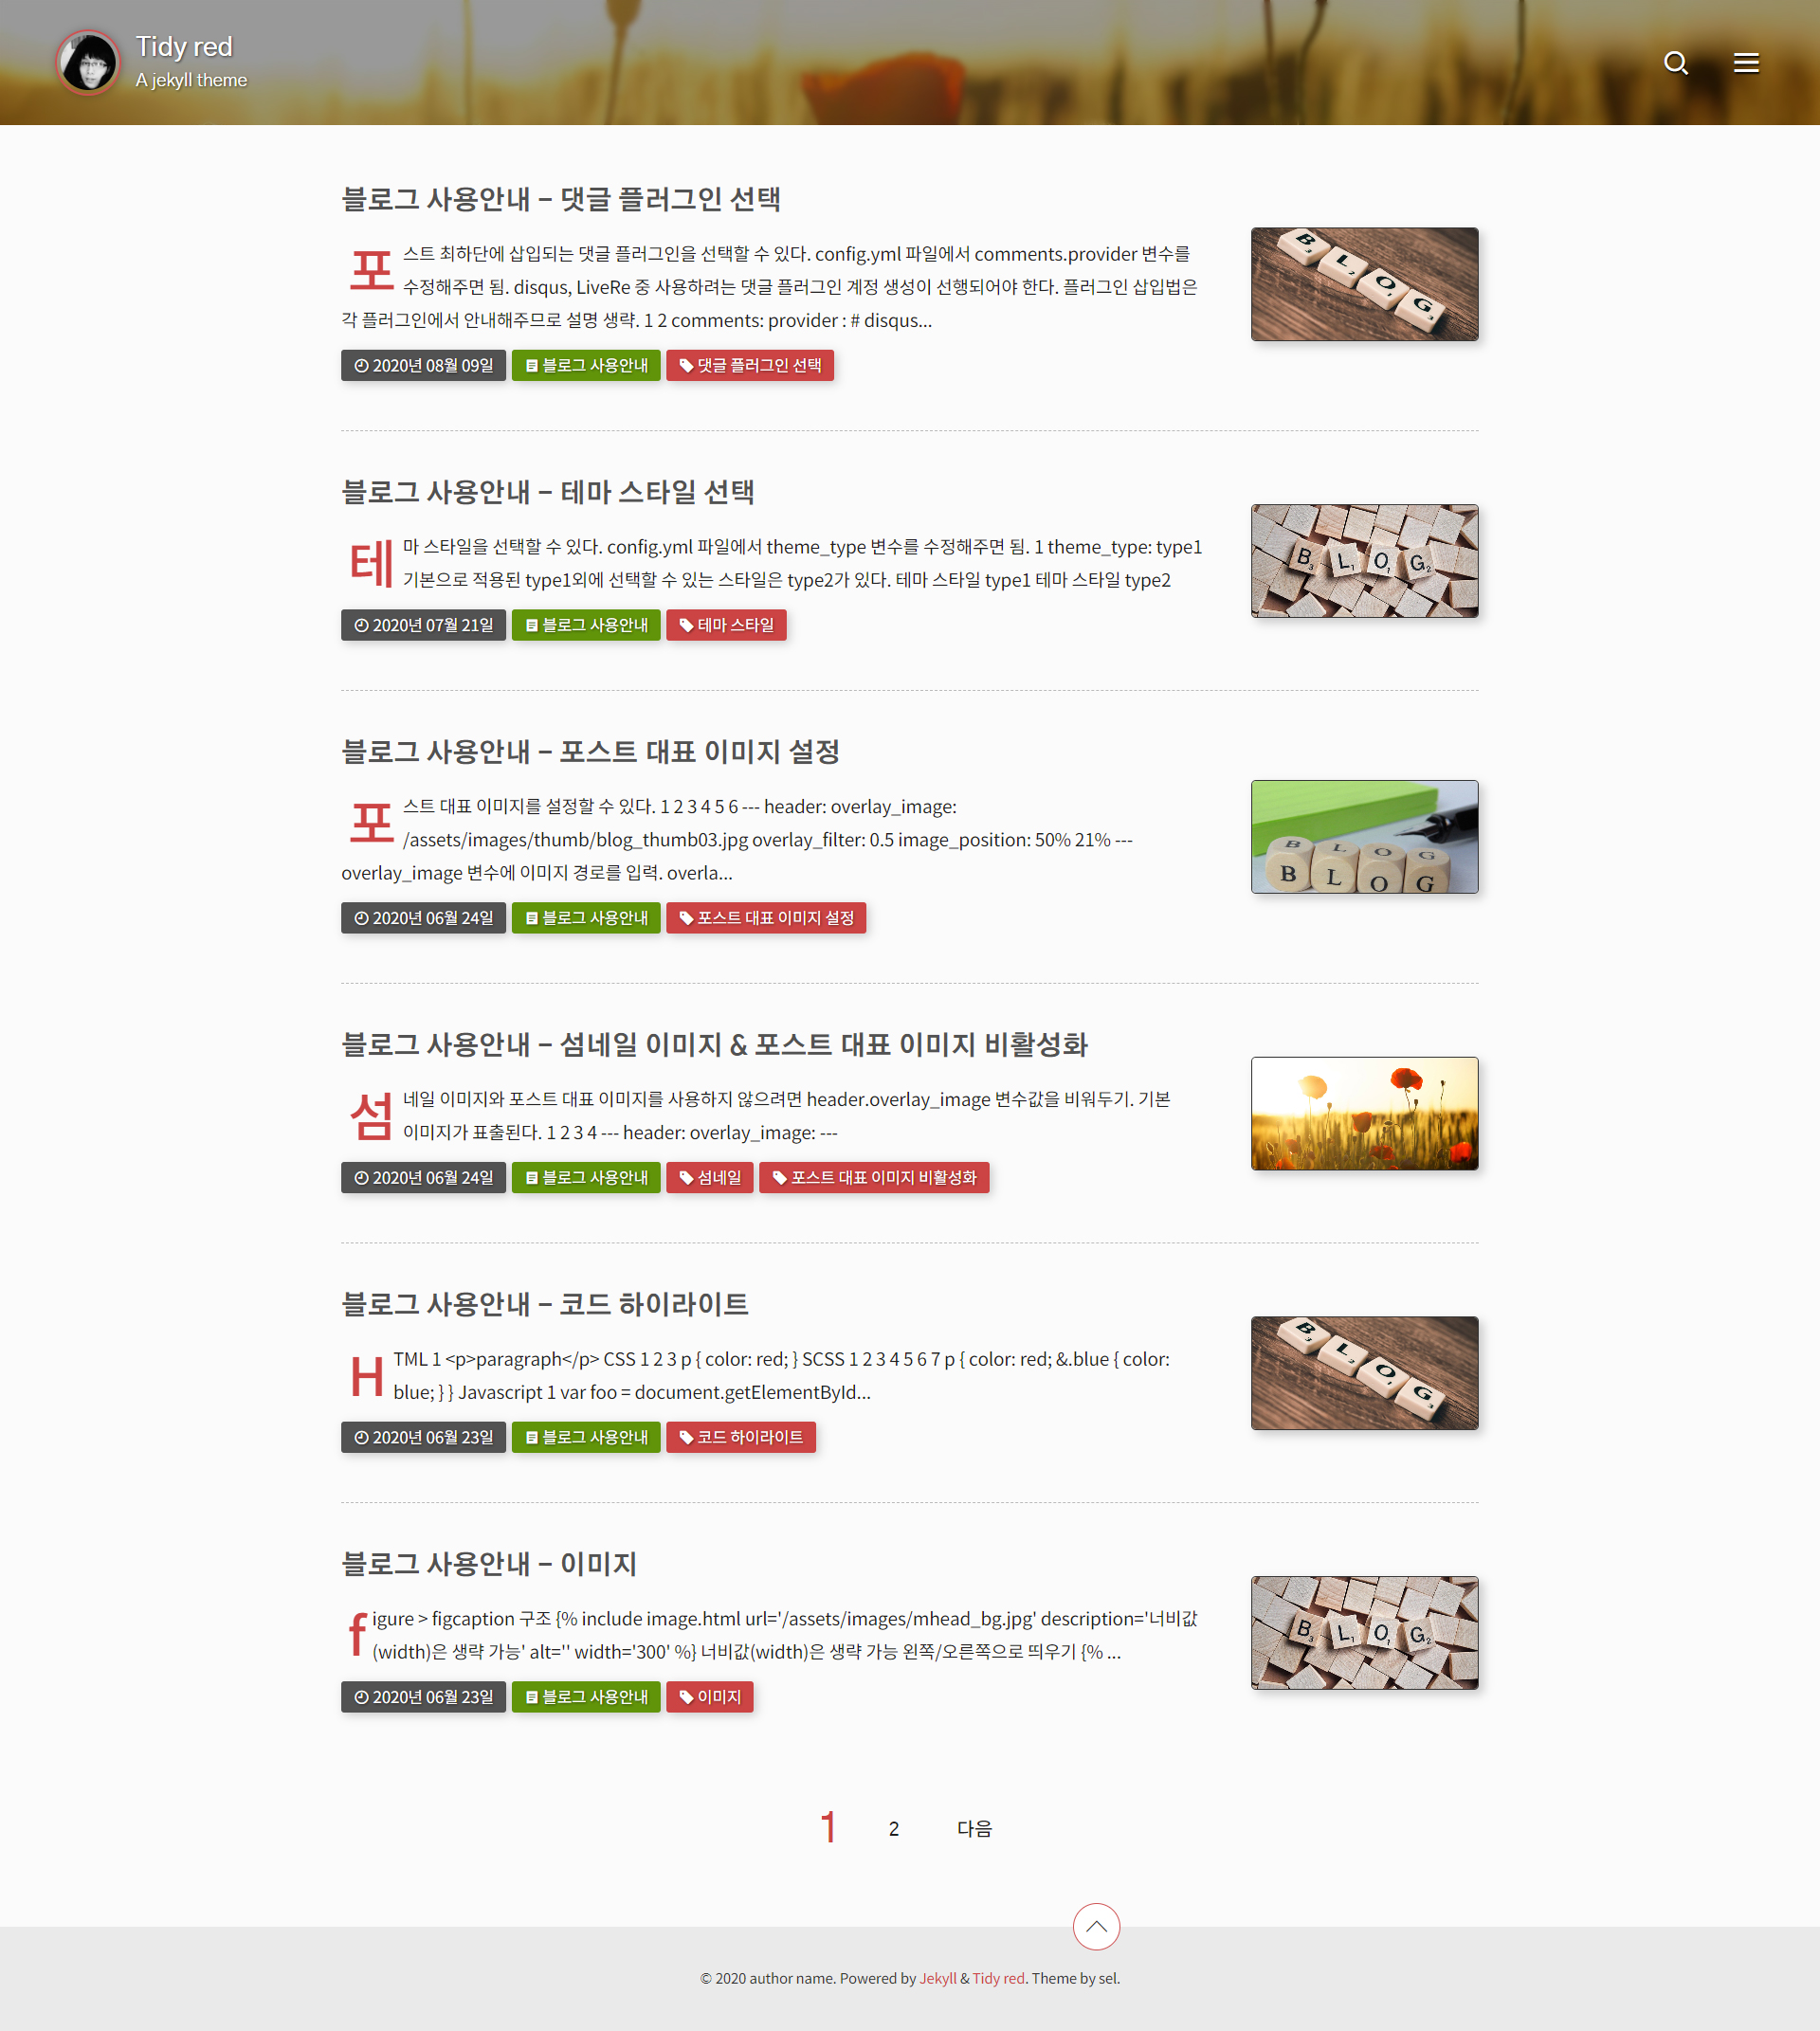 Tidy red
A jekyll theme
블로그 사용안내 – 댓글 플러그인 선택
포스트 최하단에 삽입되는 댓글 플러그인을 선택할 수 있다. config.yml 파일에서 comments.provider 변수를
수정해주면 됨. disqus, LiveRe 중 사용하려는 댓글 플러그인 계정 생성이 선행되어야 한다. 플러그인 삽입법은
각 플러그인에서 안내해주므로 설명 생략. 1 2 comments: provider : # disqus...
2020년 08월 09일 블로그 사용안내 댓글 플러그인 선택
B L O G
블로그 사용안내 – 테마 스타일 선택
테마 스타일을 선택할 수 있다. config.yml 파일에서 theme_type 변수를 수정해주면 됨. 1 theme_type: type1
기본으로 적용된 type1외에 선택할 수 있는 스타일은 type2가 있다. 테마 스타일 type1 테마 스타일 type2
2020년 07월 21일 블로그 사용안내 테마 스타일
B L O G
블로그 사용안내 – 포스트 대표 이미지 설정
포스트 대표 이미지를 설정할 수 있다. 1 2 3 4 5 6 --- header: overlay_image:
/assets/images/thumb/blog_thumb03.jpg overlay_filter: 0.5 image_position: 50% 21% ---
overlay_image 변수에 이미지 경로를 입력. overla...
2020년 06월 24일 블로그 사용안내 포스트 대표 이미지 설정
B L O G
B L O G
블로그 사용안내 – 섬네일 이미지 & 포스트 대표 이미지 비활성화
섬네일 이미지와 포스트 대표 이미지를 사용하지 않으려면 header.overlay_image 변수값을 비워두기. 기본
이미지가 표출된다. 1 2 3 4 --- header: overlay_image: ---
2020년 06월 24일 블로그 사용안내 섬네일 포스트 대표 이미지 비활성화
블로그 사용안내 – 코드 하이라이트
HTML 1 <p>paragraph</p> CSS 1 2 3 p { color: red; } SCSS 1 2 3 4 5 6 7 p { color: red; &.blue { color:
blue; } } Javascript 1 var foo = document.getElementById...
2020년 06월 23일 블로그 사용안내 코드 하이라이트
B L O G
블로그 사용안내 – 이미지
figure > figcaption 구조 {% include image.html url='/assets/images/mhead_bg.jpg' description='너비값
(width)은 생략 가능' alt='' width='300' %} 너비값(width)은 생략 가능 왼쪽/오른쪽으로 띄우기 {% ...
2020년 06월 23일 블로그 사용안내 이미지
B L O G
1 2 다음
© 2020 author name. Powered by Jekyll & Tidy red. Theme by sel.